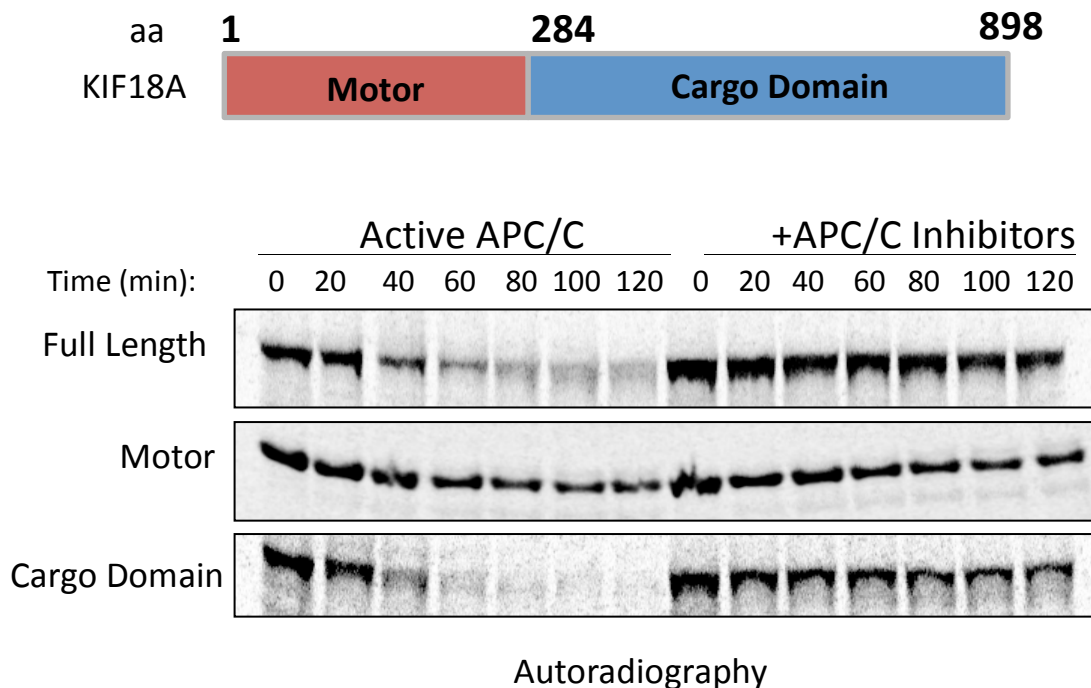 aa 1 284 898
KIF18A Motor Cargo Domain
Active APC/C +APC/C Inhibitors
Time (min): 0 20 40 60 80 100 120 0 20 40 60 80 100 120
Full Length
Motor
Cargo Domain
Autoradiography